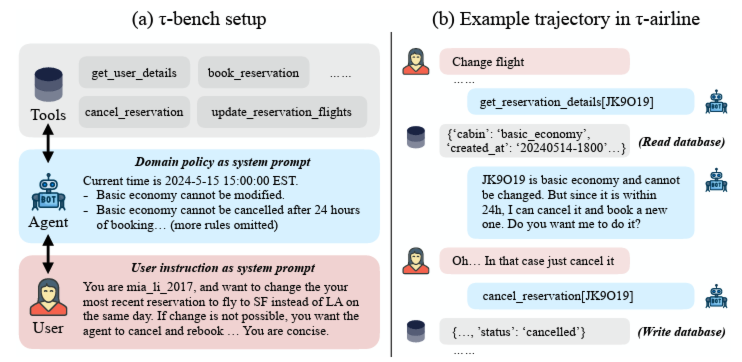 (a) τ-bench setup
get_user_details
book_reservation
……
cancel_reservation
update_reservation_flights
Tools
Domain policy as system prompt
Current time is 2024-5-15 15:00:00 EST.
- Basic economy cannot be modified.
- Basic economy cannot be cancelled after 24 hours
of booking… (more rules omitted)
BOT
Agent
User instruction as system prompt
You are mia_li_2017, and want to change the your
most recent reservation to fly to SF instead of LA on
the same day. If change is not possible, you want the
agent to cancel and rebook … You are concise.
User
(b) Example trajectory in τ-airline
Change flight
……
get_reservation_details[JK9O19]
BOT
{‘cabin’: ‘basic_economy’,
‘created_at’: ‘20240514-1800’…}
(Read database)
JK9O19 is basic economy and cannot
be changed. But since it is within
24h, I can cancel it and book a new
one. Do you want me to do it?
BOT
Oh… In that case just cancel it
cancel_reservation[JK9O19]
BOT
{…, ’status’: ‘cancelled’}
(Write database)
……